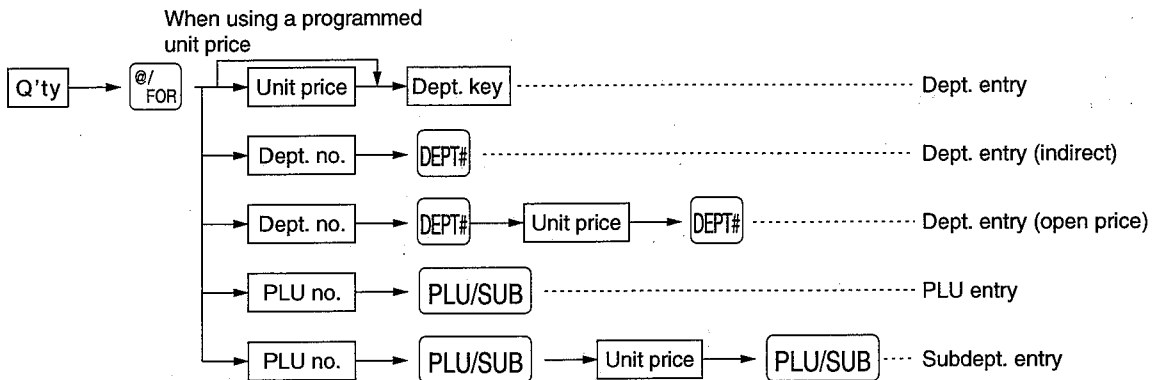 When using a programmed
unit price
Q'ty @/ FOR Unit price Dept. key Dept. entry
Dept. no. DEPT# Dept. entry (indirect)
Dept. no. DEPT# Unit price DEPT# Dept. entry (open price)
PLU no. PLU/SUB PLU entry
PLU no. PLU/SUB Unit price PLU/SUB Subdept. entry